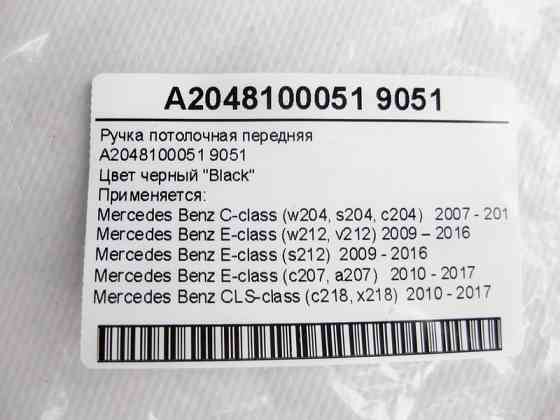 A2048100051 9051
Ручка потолочная передняя
A2048100051 9051
Цвет черный "Black"
Применяется:
Mercedes Benz C-class (w204, s204, c204) 2007 - 201
Mercedes Benz E-class (w212, v212) 2009 – 2016
Mercedes Benz E-class (s212) 2009 - 2016
Mercedes Benz E-class (c207, a207) 2010 - 2017
Mercedes Benz CLS-class (c218, x218) 2010 - 2017